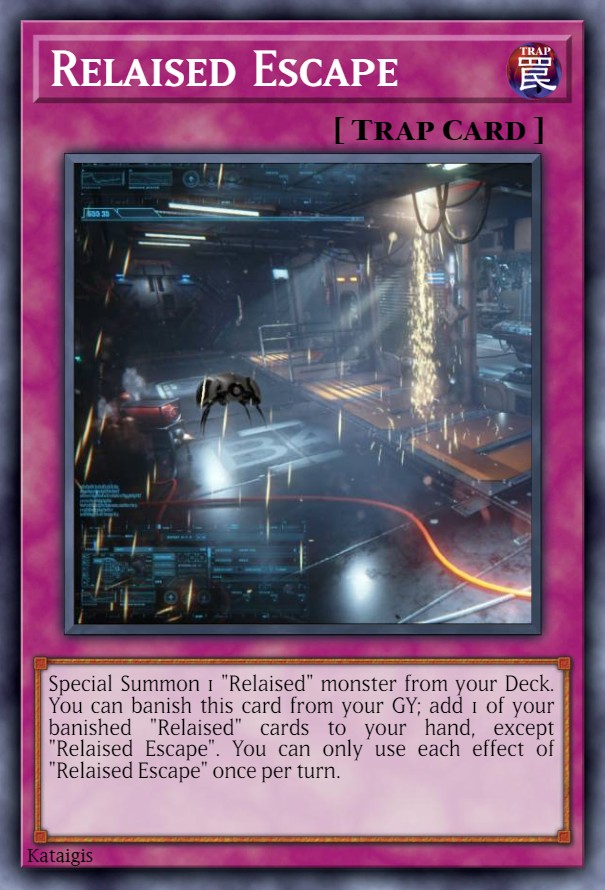 Relaised Escape
TRAP
罠
[ Trap Card ]
Special Summon 1 "Relaised" monster from your Deck.
You can banish this card from your GY; add 1 of your
banished "Relaised" cards to your hand, except
"Relaised Escape". You can only use each effect of
"Relaised Escape" once per turn.
Kataigis